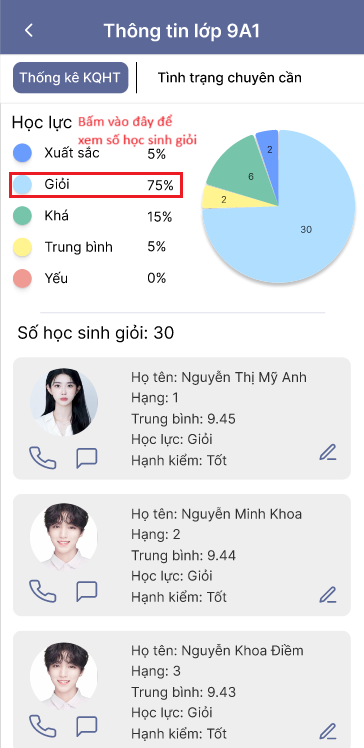 Thông tin lớp 9A1
Thống kê KQHT
Tình trạng chuyên cần
Học lực
Bấm vào đây để
xem số học sinh giỏi
Xuất sắc 5%
Giỏi 75%
Khá 15%
Trung bình 5%
Yếu 0%
2
6
2
30
Số học sinh giỏi: 30
Họ tên: Nguyễn Thị Mỹ Anh
Hạng: 1
Trung bình: 9.45
Học lực: Giỏi
Hạnh kiểm: Tốt
Họ tên: Nguyễn Minh Khoa
Hạng: 2
Trung bình: 9.44
Học lực: Giỏi
Hạnh kiểm: Tốt
Họ tên: Nguyễn Khoa Điềm
Hạng: 3
Trung bình: 9.43
Học lực: Giỏi
Hạnh kiểm: Tốt